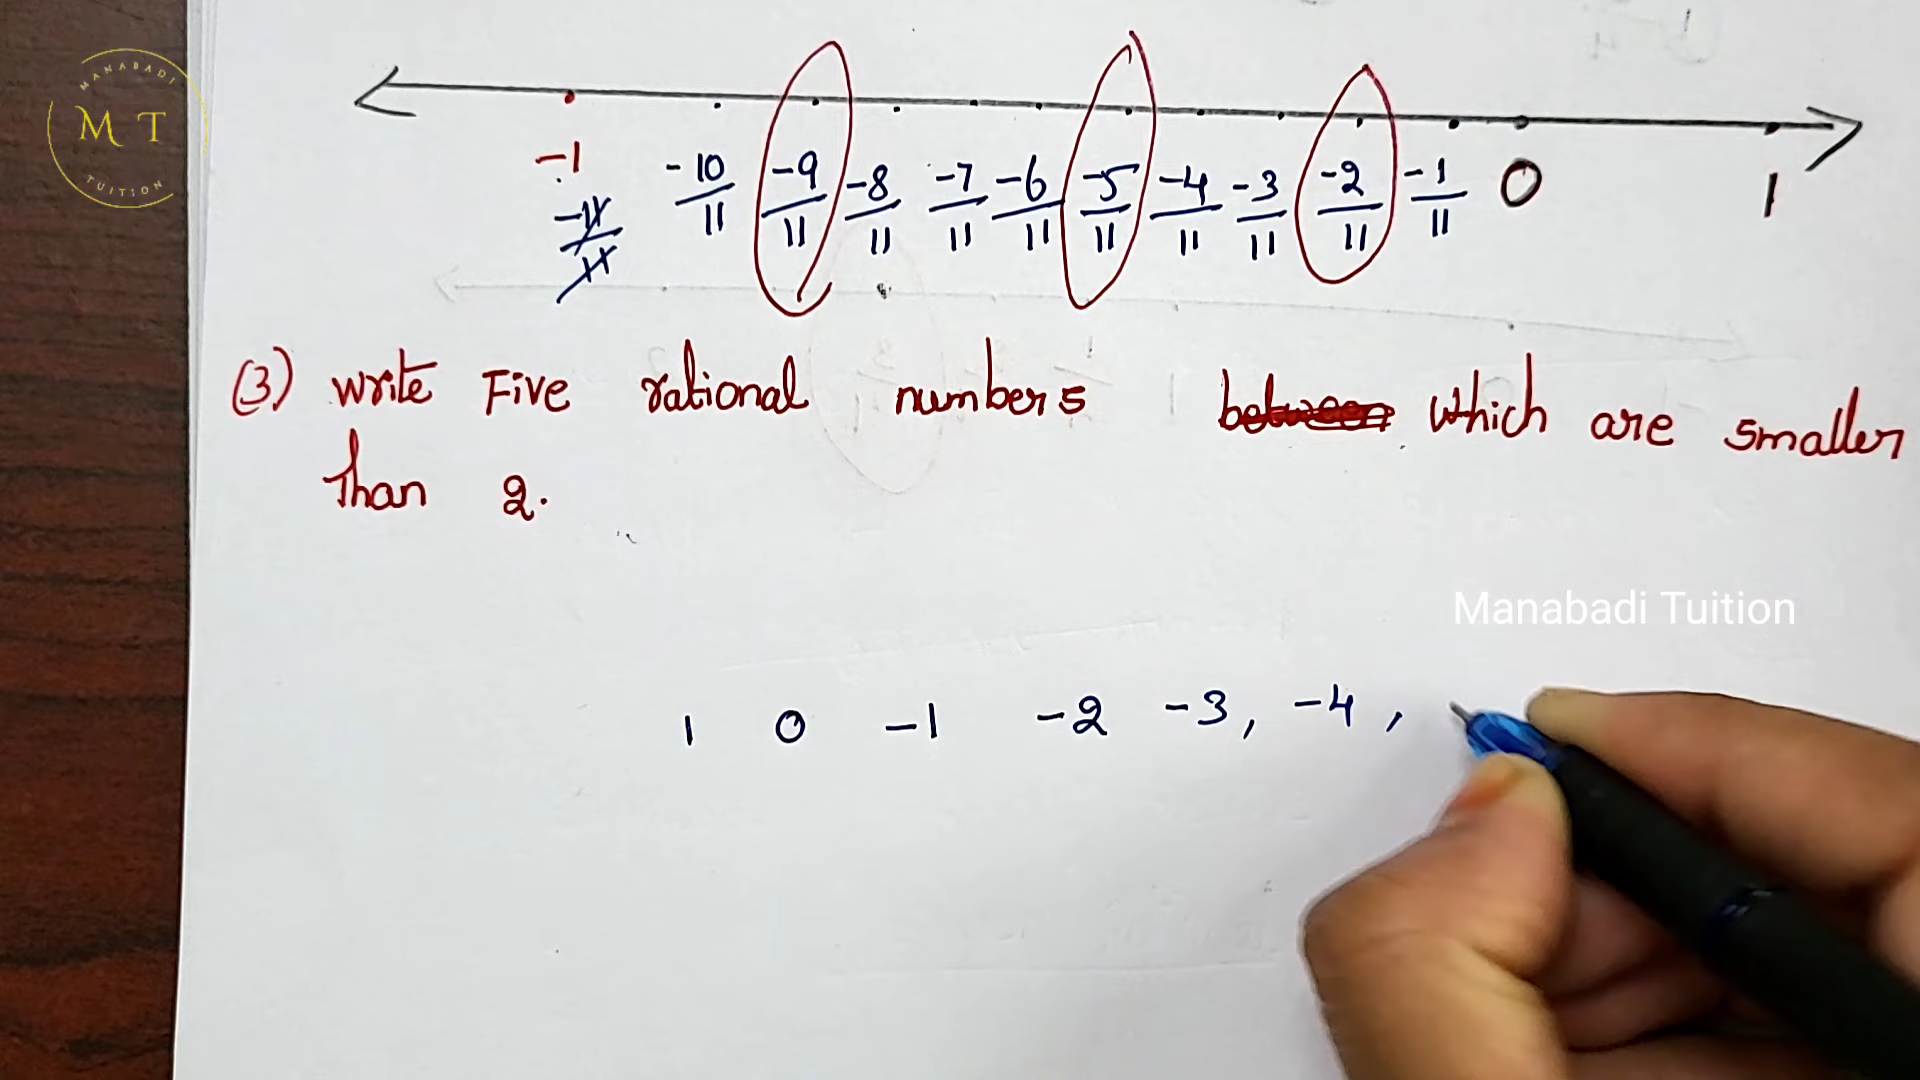 MANABADI
M T
TUITION
-1 -10/11 -9/11 -8/11 -7/11 -6/11 -5/11 -4/11 -3/11 -2/11 -1/11 0 1
-11/11
(3) write Five rational numbers between which are smaller
than 2.
Manabadi Tuition
1 0 -1 -2 -3, -4,